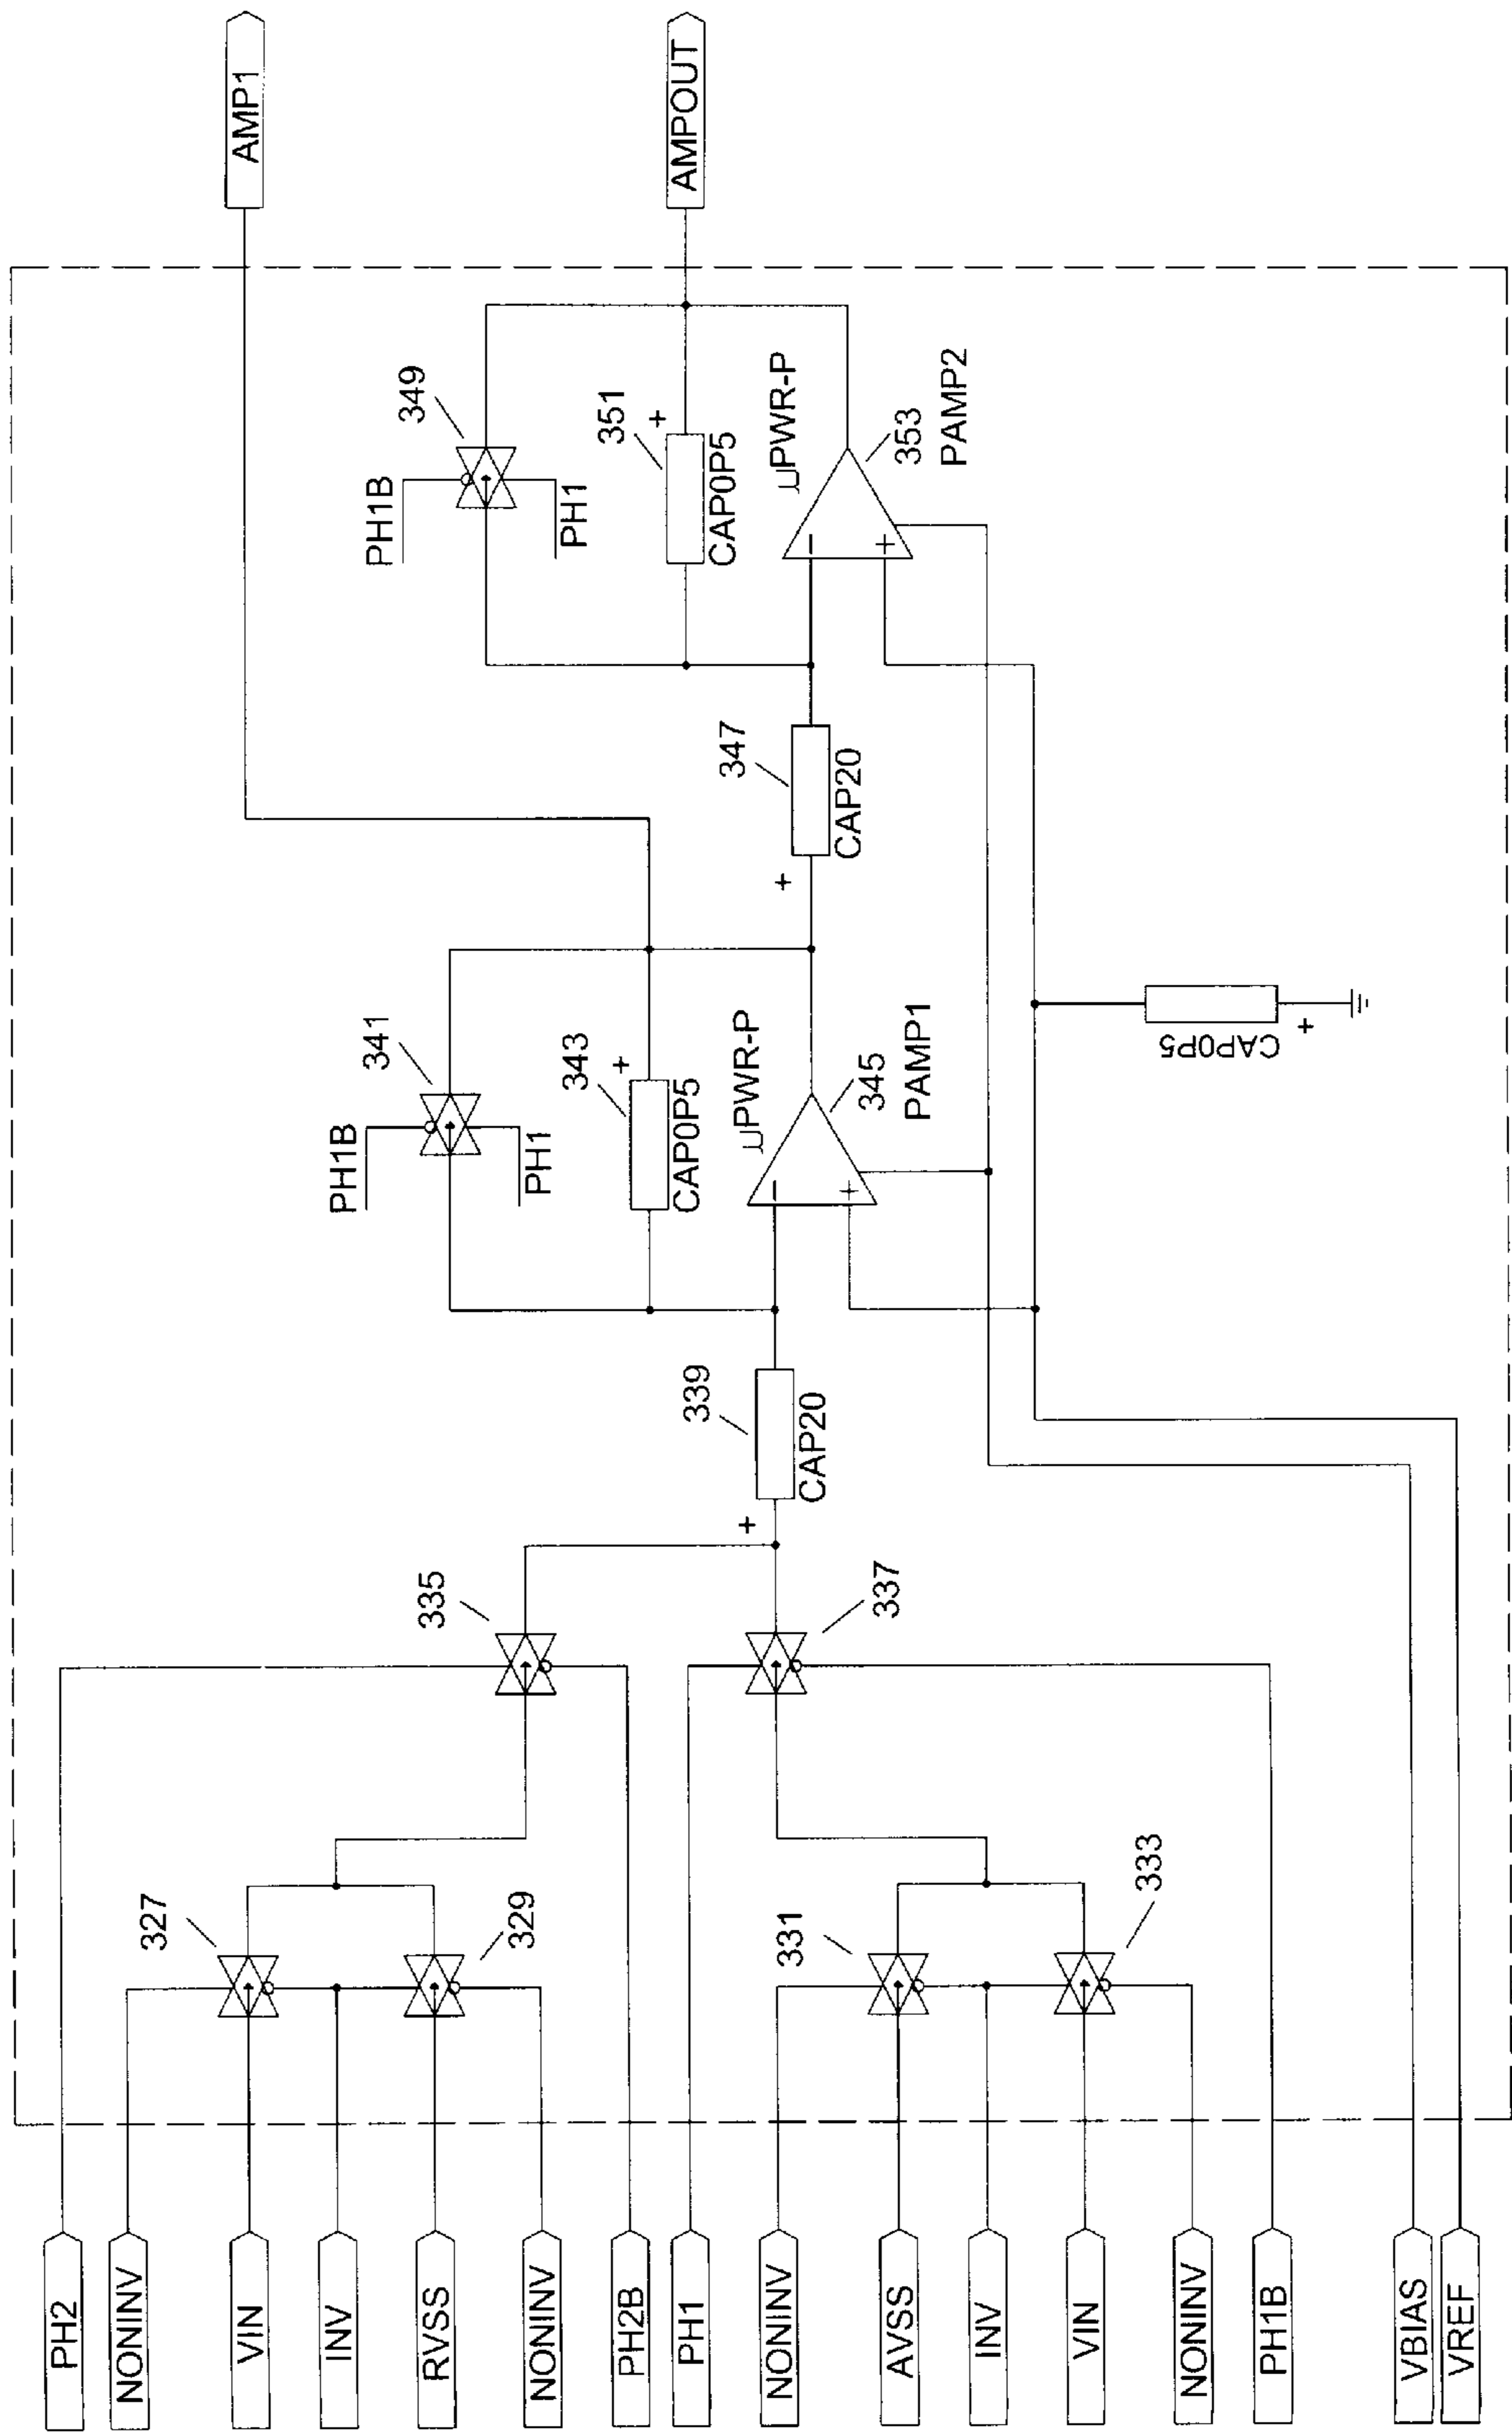 PH2
NONINV
VIN
INV
RVSS
NONINV
PH2B
PH1
NONINV
AVSS
INV
VIN
NONINV
PH1B
VBIAS
VREF
327
329
331
333
335
337
339
CAP20
+
PH1B
341
PH1
343
+
CAP0P5
µPWR-P
−
+
345
PAMP1
347
CAP20
+
CAP0P5
+
PH1B
349
PH1
351
+
CAP0P5
µPWR-P
−
+
353
PAMP2
AMP1
AMPOUT